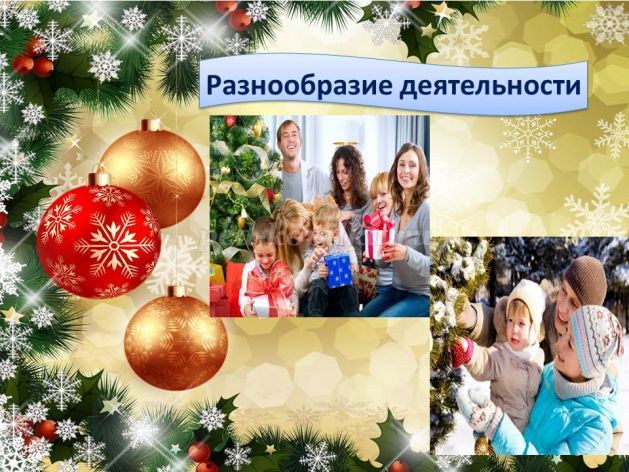 Разнообразие деятельности